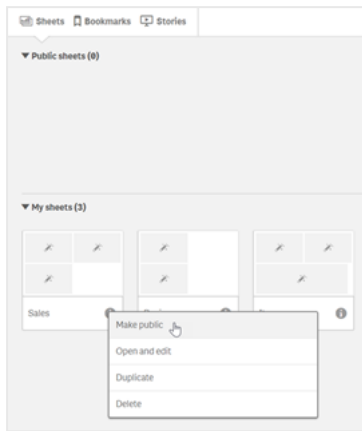 Sheets Bookmarks Stories
Public sheets (0)
My sheets (3)
Sales
Make public
Open and edit
Duplicate
Delete